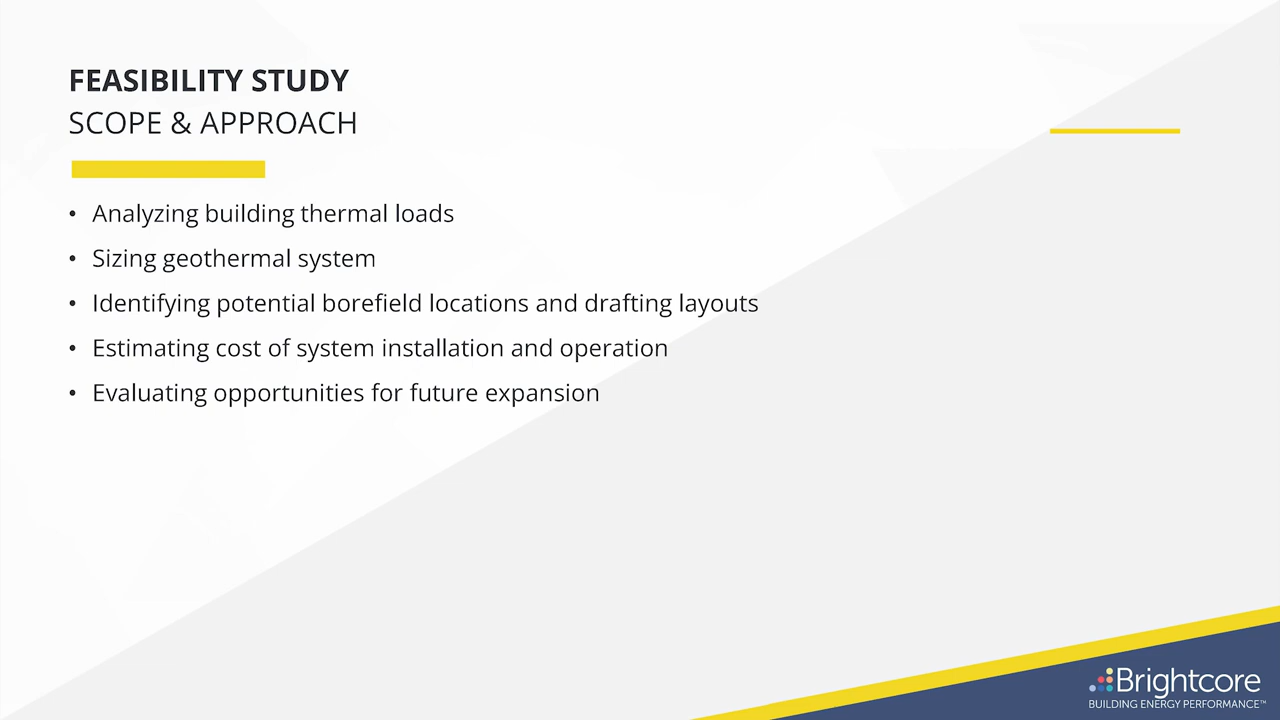 FEASIBILITY STUDY
SCOPE & APPROACH
• Analyzing building thermal loads
• Sizing geothermal system
• Identifying potential borefield locations and drafting layouts
• Estimating cost of system installation and operation
• Evaluating opportunities for future expansion
Brightcore
BUILDING ENERGY PERFORMANCE™